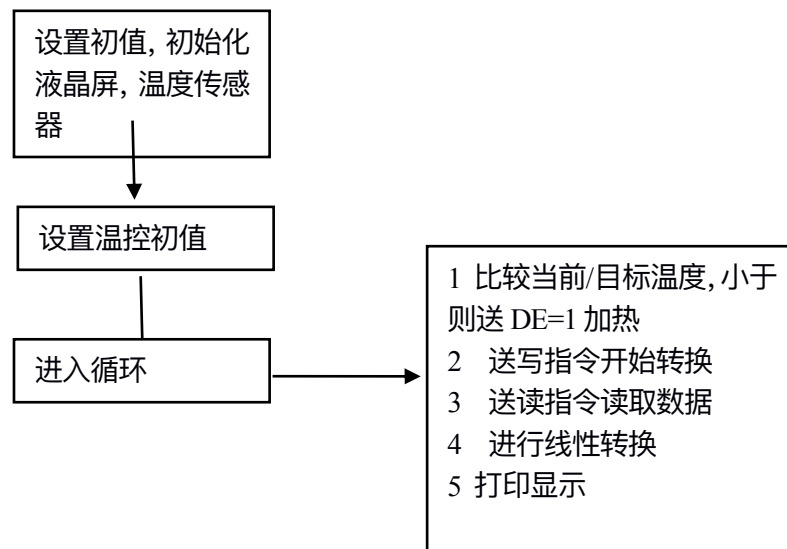 设置初值, 初始化
液晶屏, 温度传感
器
设置温控初值
进入循环
1 比较当前/目标温度, 小于
则送 DE=1 加热
2 送写指令开始转换
3 送读指令读取数据
4 进行线性转换
5 打印显示